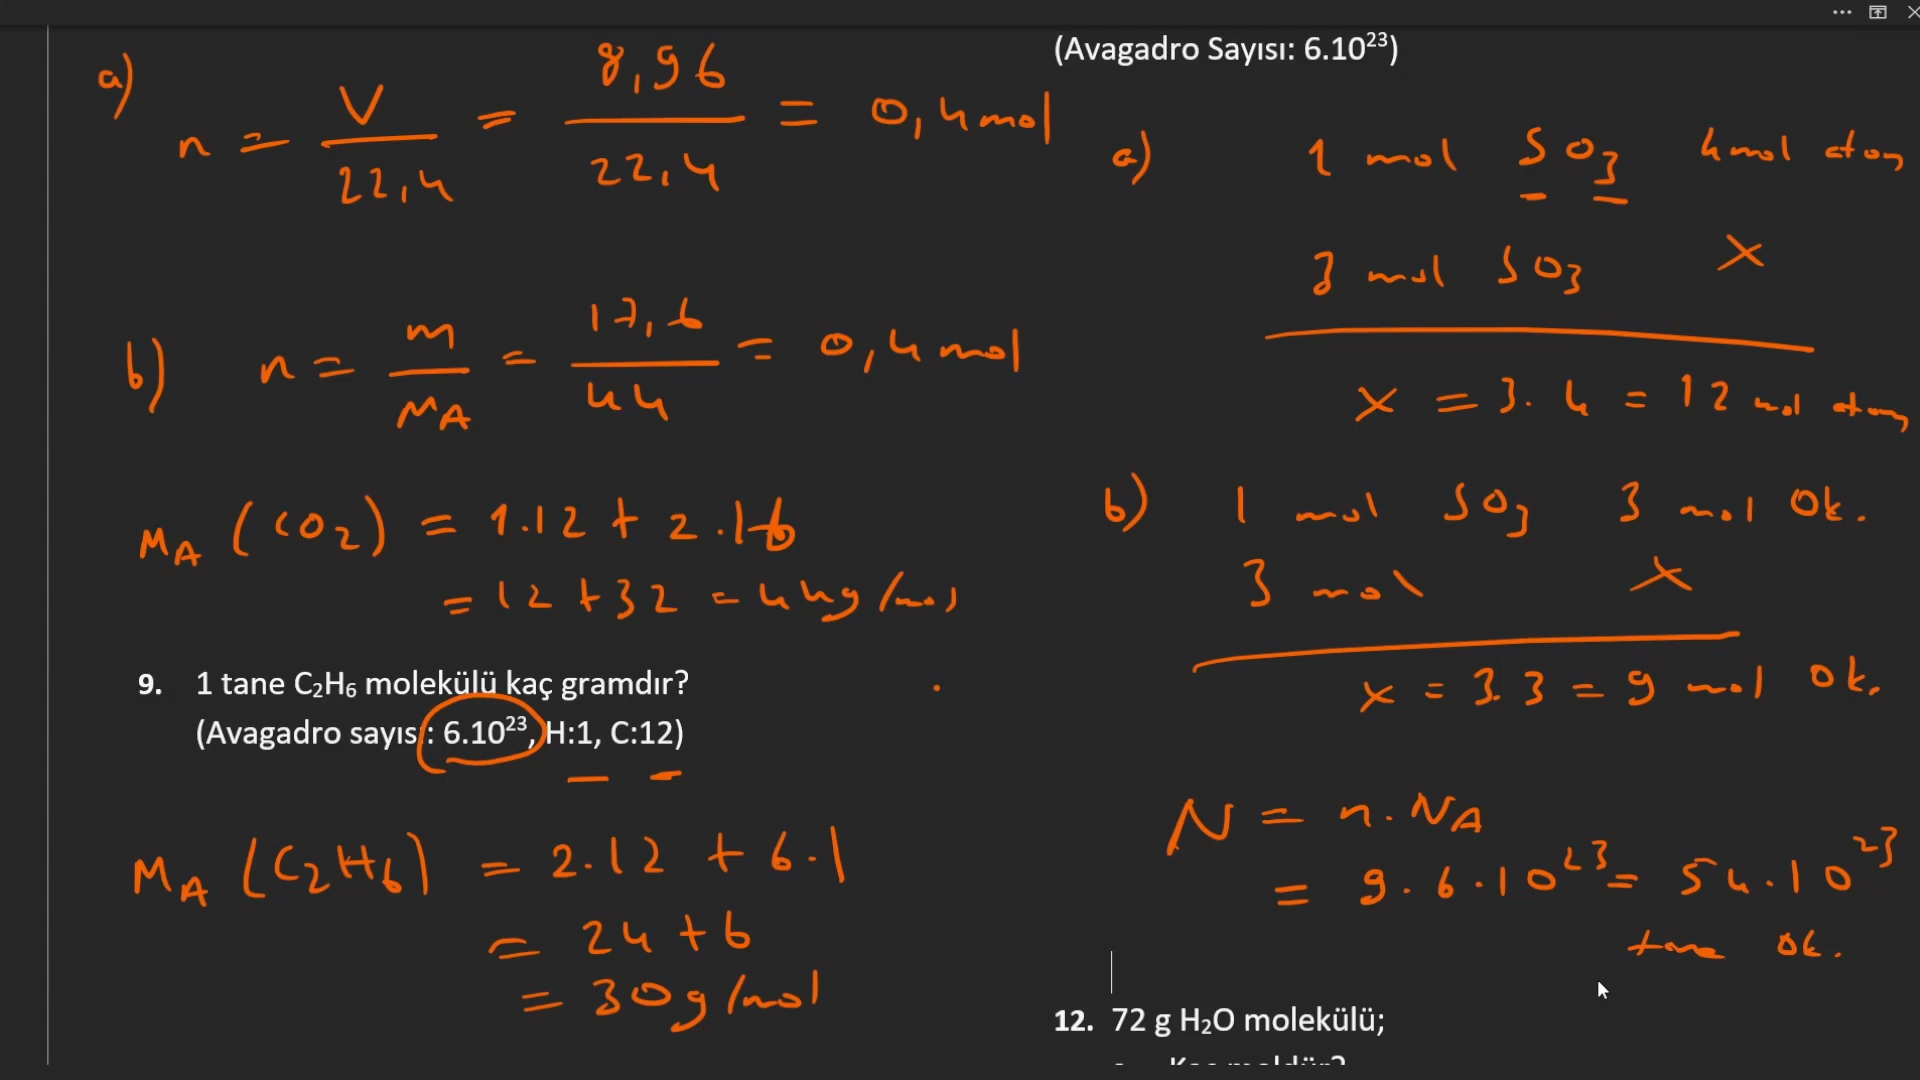 a)
n = V / 22,4 = 8,96 / 22,4 = 0,4 mol
b) n = m / MA = 17,6 / 44 = 0,4 mol
MA (CO2) = 1.12 + 2.16
= 12 + 32 = 44g/mol
9. 1 tane C₂H₆ molekülü kaç gramdır?
(Avagadro sayısı: 6.10²³, H:1, C:12)
MA (C2H6) = 2.12 + 6.1
= 24 + 6
= 30g/mol
(Avagadro Sayısı: 6.10²³)
a) 1 mol SO3 4 mol atom
3 mol SO3 X
X = 3.4 = 12 mol atom
b) 1 mol SO3 3 mol Ok.
3 mol X
X = 3.3 = 9 mol Ok.
N = n.NA
= 9.6.10²³ = 54.10²³
tane Ok.
12. 72 g H₂O molekülü;